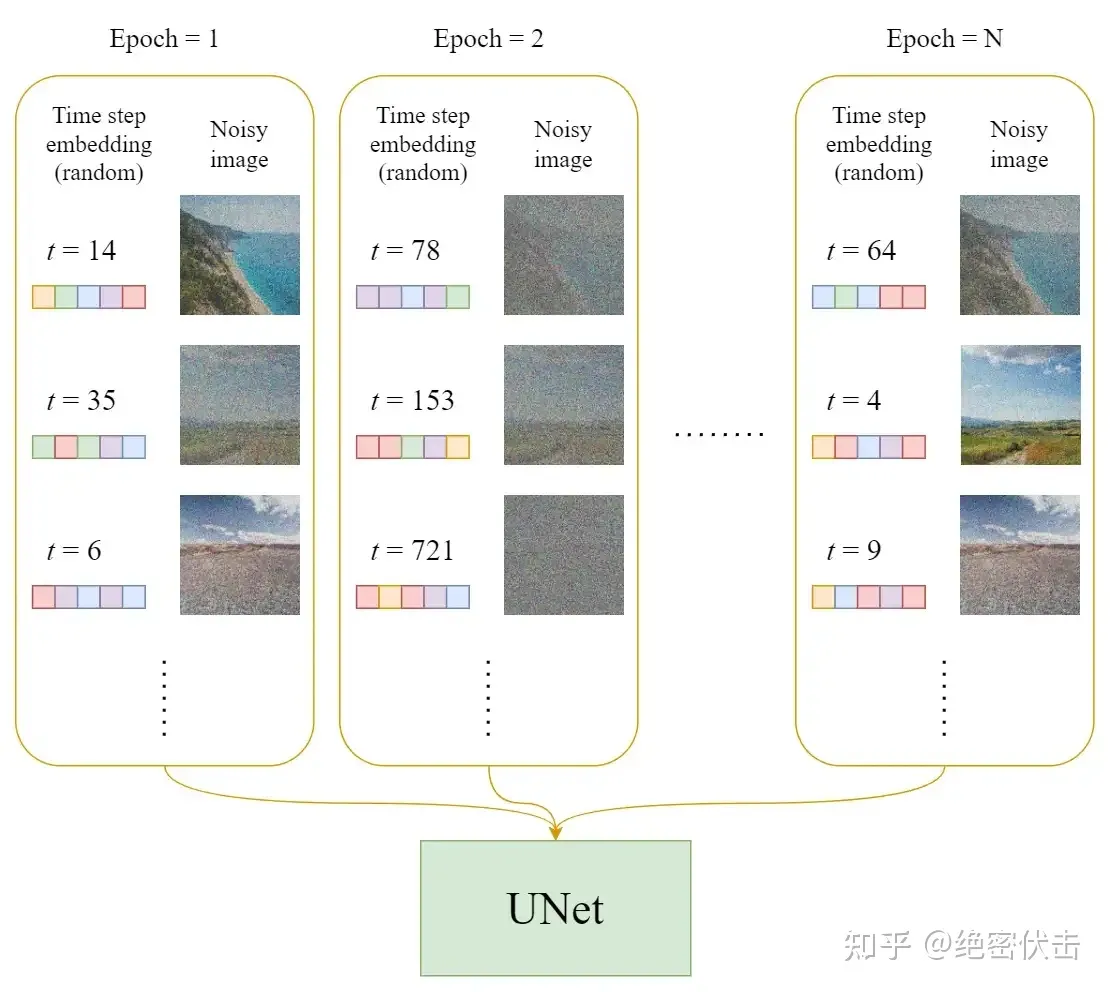 Epoch = 1
Epoch = 2
Epoch = N
Time step
embedding
(random)
Noisy
image
t = 14
t = 35
t = 6
Time step
embedding
(random)
Noisy
image
t = 78
t = 153
t = 721
........
Time step
embedding
(random)
Noisy
image
t = 64
t = 4
t = 9
UNet
知乎 @绝密伏击